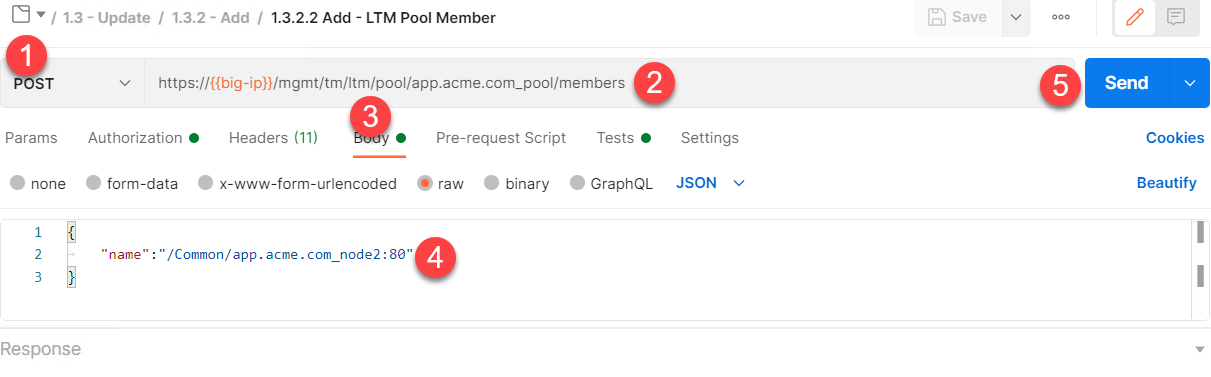 / 1.3 - Update / 1.3.2 - Add / 1.3.2.2 Add - LTM Pool Member
Save
1
POST
https://{{big-ip}}/mgmt/tm/ltm/pool/app.acme.com_pool/members
2
5
Send
3
Params Authorization Headers (11) Body Pre-request Script Tests Settings Cookies
none form-data x-www-form-urlencoded raw binary GraphQL JSON Beautify
1 {
2 "name":"/Common/app.acme.com_node2:80" 4
3 }
Response